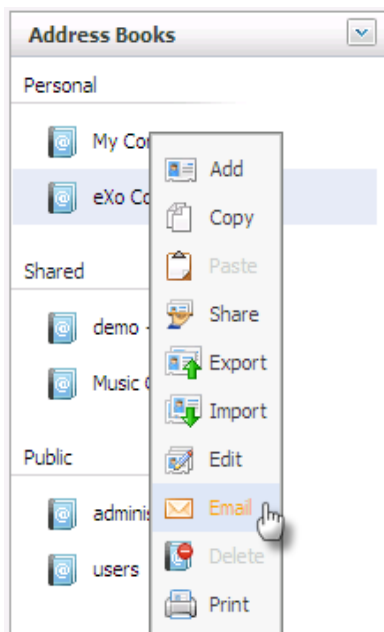 Address Books
Personal
My Co
eXo Co
Shared
demo -
Music
Public
adminis
users
Add
Copy
Paste
Share
Export
Import
Edit
Email
Delete
Print